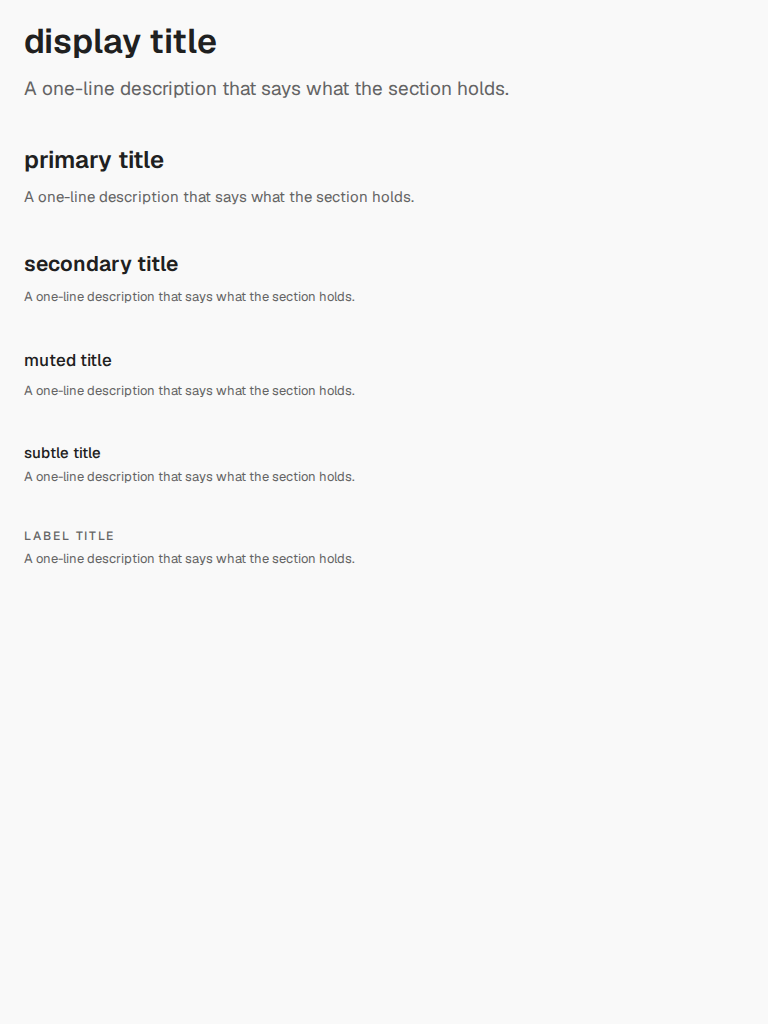 display title
A one-line description that says what the section holds.
primary title
A one-line description that says what the section holds.
secondary title
A one-line description that says what the section holds.
muted title
A one-line description that says what the section holds.
subtle title
A one-line description that says what the section holds.
LABEL TITLE
A one-line description that says what the section holds.